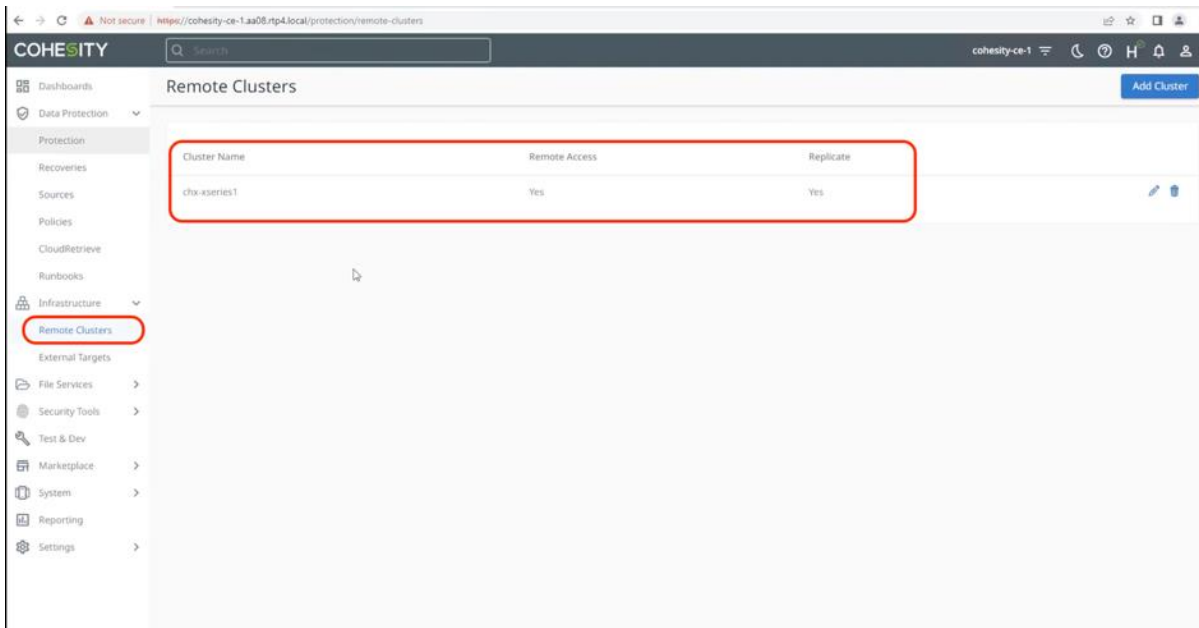 Not secure | https://cohesity-ce-1.aa08.rtp4.local/protection/remote-clusters
COHESITY
Search
cohesity-ce-1
H
Dashboards
Remote Clusters
Add Cluster
Data Protection
Protection
Cluster Name Remote Access Replicate
Recoveries
Sources
chx-xseries1 Yes Yes
Policies
CloudRetrieve
Runbooks
Infrastructure
Remote Clusters
External Targets
File Services
Security Tools
Test & Dev
Marketplace
System
Reporting
Settings